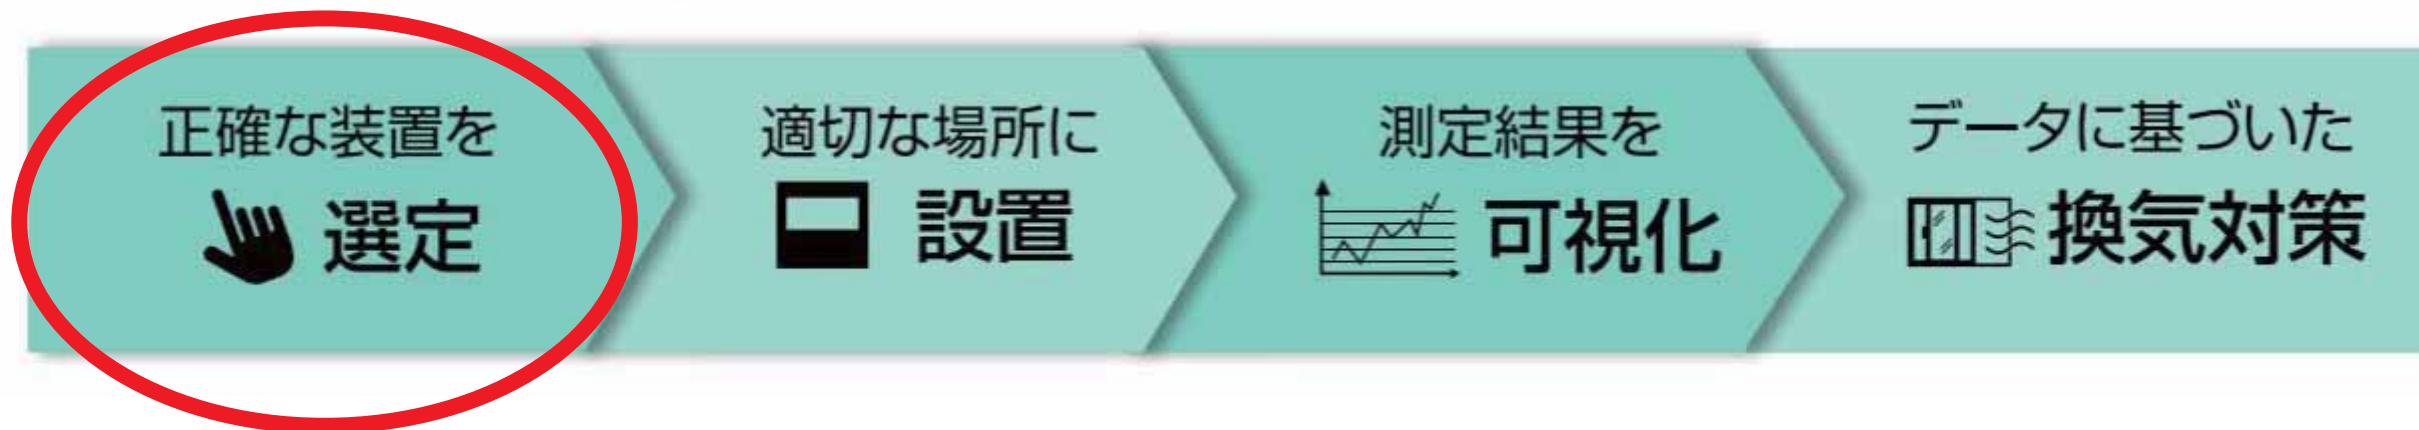 正確な装置を
選定
適切な場所に
設置
測定結果を
可視化
データに基づいた
換気対策